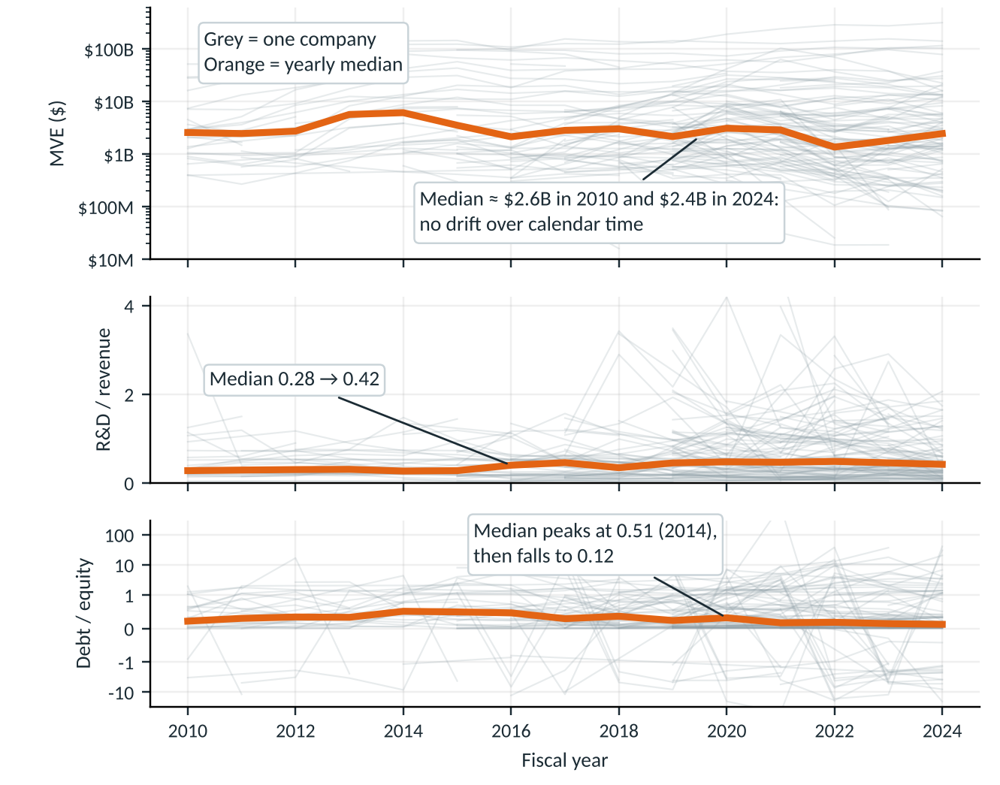 Grey = one company
Orange = yearly median
$100B
$10B
$1B
$100M
$10M
MVE ($)
Median ≈ $2.6B in 2010 and $2.4B in 2024:
no drift over calendar time
4
2
0
R&D / revenue
Median 0.28 → 0.42
100
10
1
0
-1
-10
Debt / equity
Median peaks at 0.51 (2014),
then falls to 0.12
2010 2012 2014 2016 2018 2020 2022 2024
Fiscal year